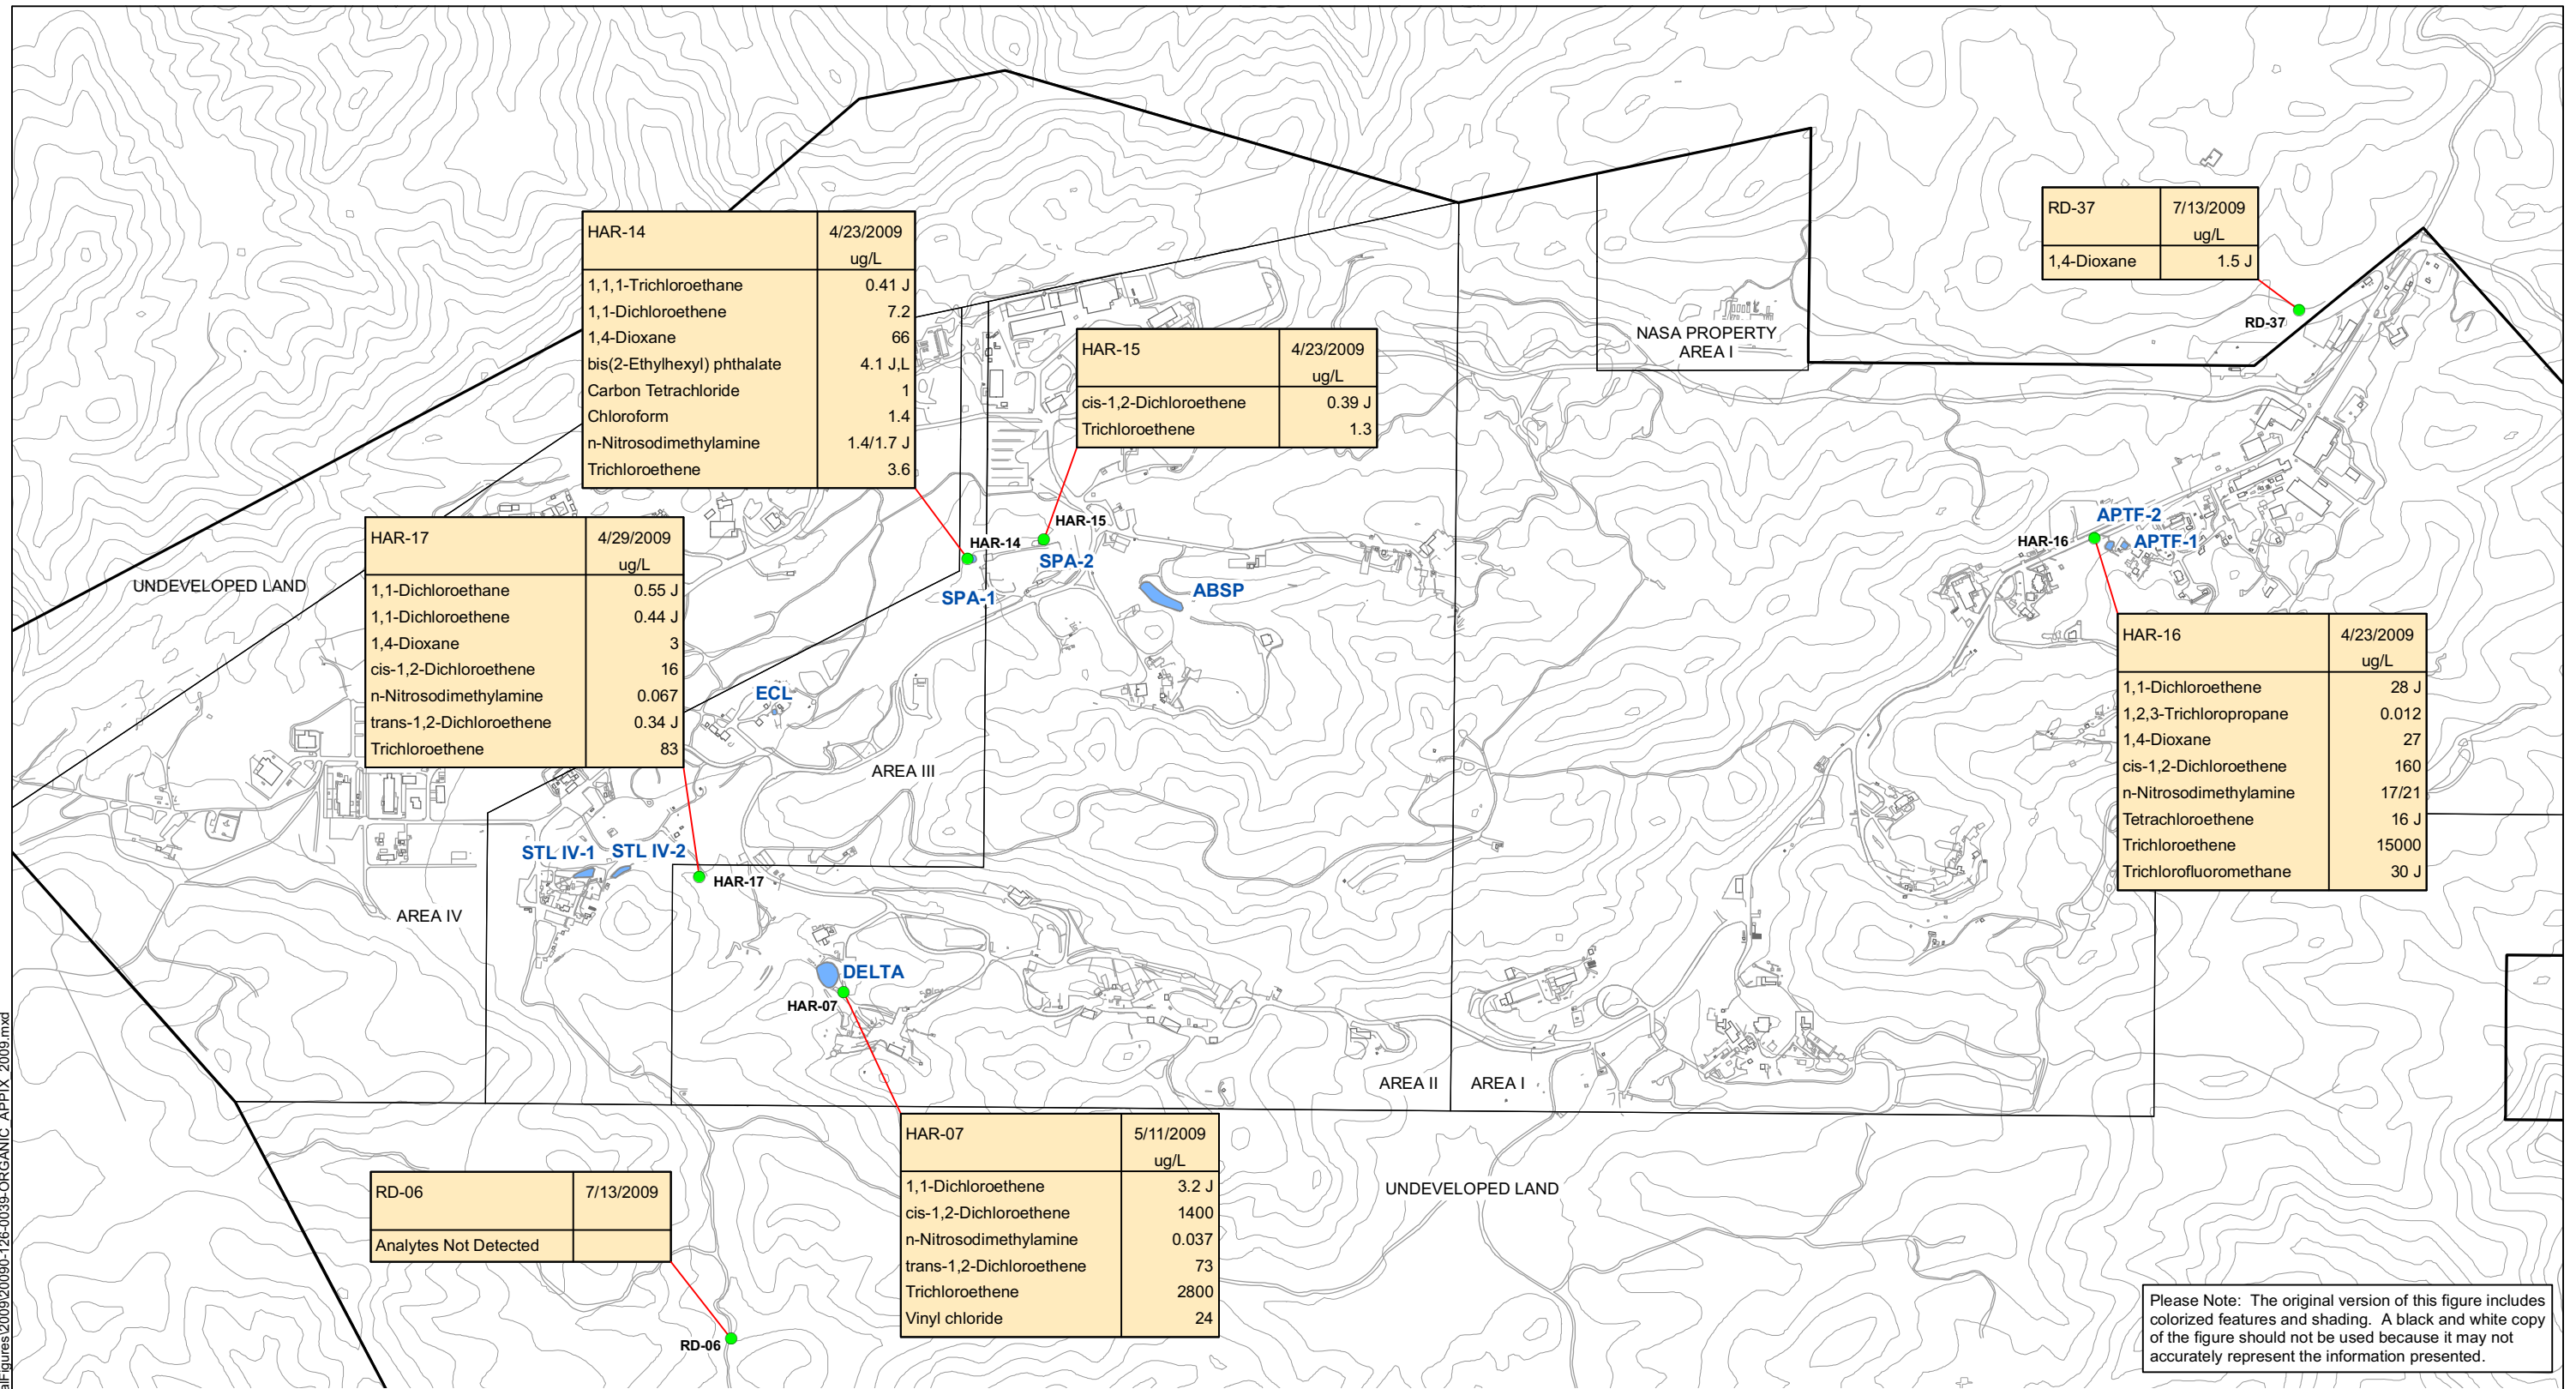 HAR-14 4/23/2009
ug/L
1,1,1-Trichloroethane 0.41 J
1,1-Dichloroethene 7.2
1,4-Dioxane 66
bis(2-Ethylhexyl) phthalate 4.1 J,L
Carbon Tetrachloride 1
Chloroform 1.4
n-Nitrosodimethylamine 1.4/1.7 J
Trichloroethene 3.6
RD-37 7/13/2009
ug/L
1,4-Dioxane 1.5 J
RD-37
NASA PROPERTY
AREA I
HAR-15 4/23/2009
ug/L
cis-1,2-Dichloroethene 0.39 J
Trichloroethene 1.3
HAR-15
HAR-14
SPA-2
SPA-1
ABSP
APTF-2
APTF-1
HAR-16
HAR-17 4/29/2009
ug/L
1,1-Dichloroethane 0.55 J
1,1-Dichloroethene 0.44 J
1,4-Dioxane 3
cis-1,2-Dichloroethene 16
n-Nitrosodimethylamine 0.067
trans-1,2-Dichloroethene 0.34 J
Trichloroethene 83
UNDEVELOPED LAND
ECL
AREA III
HAR-16 4/23/2009
ug/L
1,1-Dichloroethene 28 J
1,2,3-Trichloropropane 0.012
1,4-Dioxane 27
cis-1,2-Dichloroethene 160
n-Nitrosodimethylamine 17/21
Tetrachloroethene 16 J
Trichloroethene 15000
Trichlorofluoromethane 30 J
STL IV-1 STL IV-2
HAR-17
AREA IV
DELTA
HAR-07
AREA II AREA I
HAR-07 5/11/2009
ug/L
1,1-Dichloroethene 3.2 J
cis-1,2-Dichloroethene 1400
n-Nitrosodimethylamine 0.037
trans-1,2-Dichloroethene 73
Trichloroethene 2800
Vinyl chloride 24
RD-06 7/13/2009
Analytes Not Detected
RD-06
UNDEVELOPED LAND
Please Note: The original version of this figure includes
colorized features and shading. A black and white copy
of the figure should not be used because it may not
accurately represent the information presented.
alFigures\2009\20090-126-0039-ORGANIC_APPIX_2009.mxd